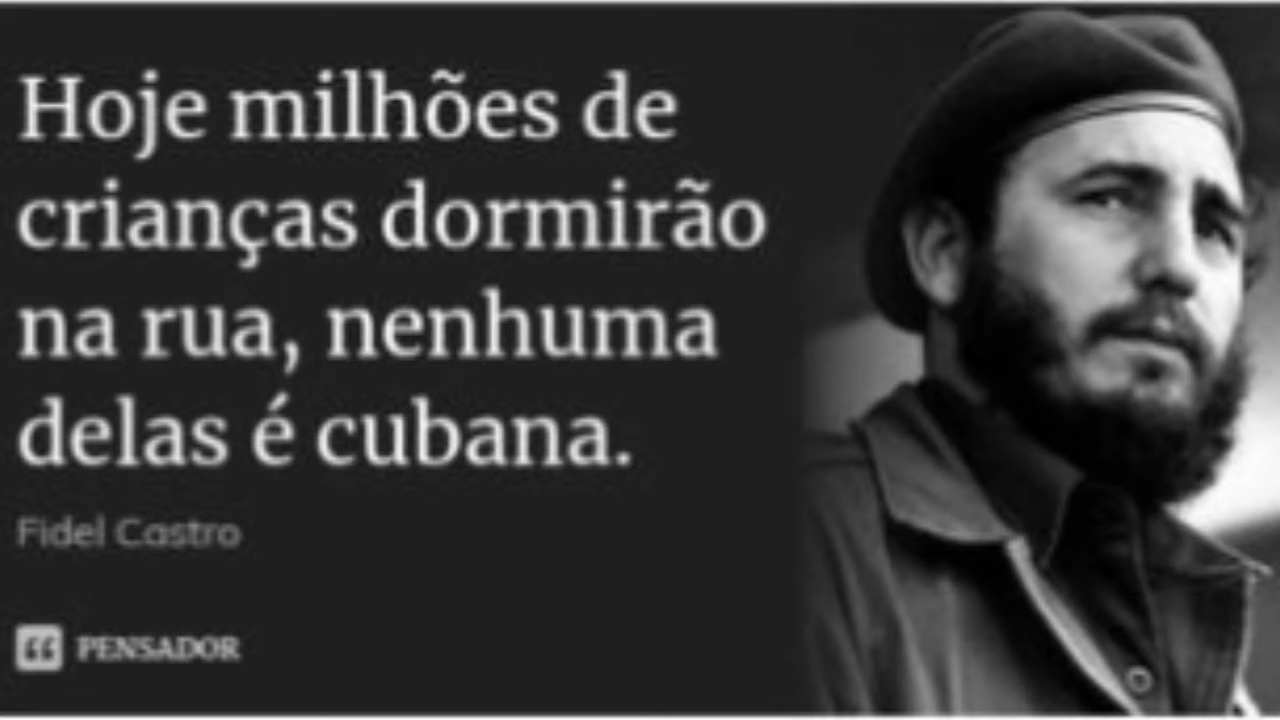 Hoje milhões de
crianças dormirão
na rua, nenhuma
delas é cubana.
Fidel Castro
PENSADOR